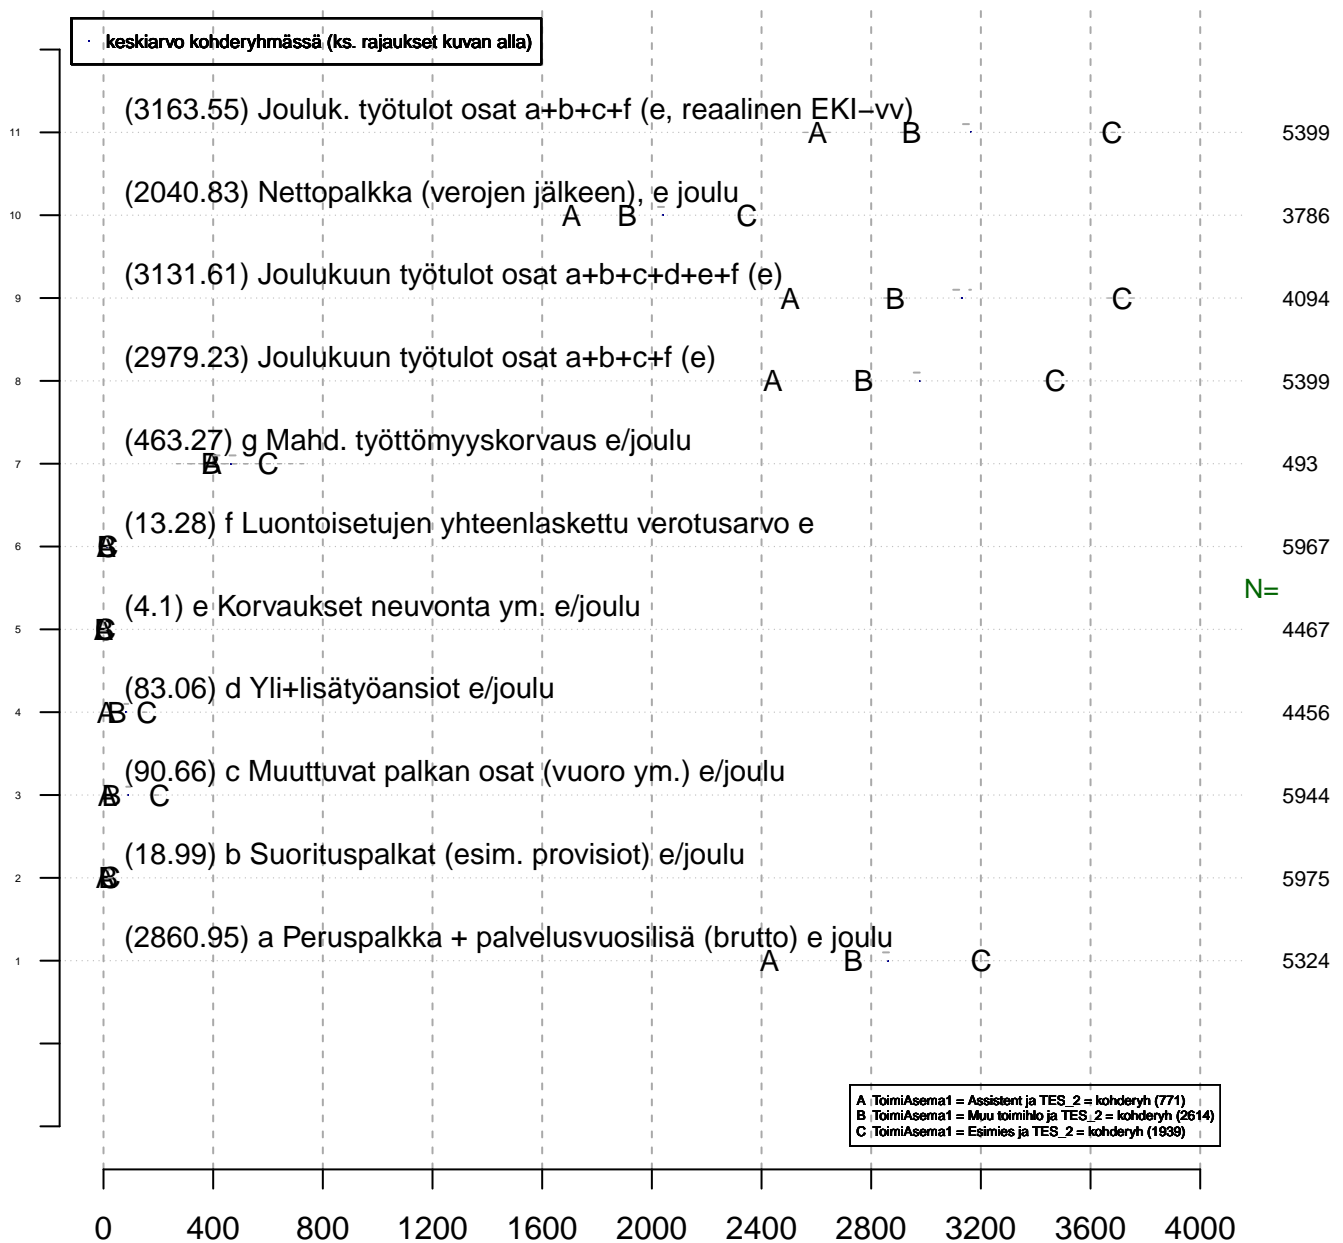 keskiarvo kohderyhmässä (ks. rajaukset kuvan alla)
(3163.55) Jouluk. työtulot osat a+b+c+f (e, reaalinen EKI−vv)
11 A B C 5399
(2040.83) Nettopalkka (verojen jälkeen), e joulu
10 A B C 3786
(3131.61) Joulukuun työtulot osat a+b+c+d+e+f (e)
9 A B C 4094
(2979.23) Joulukuun työtulot osat a+b+c+f (e)
8 A B C 5399
(463.27) g Mahd. työttömyyskorvaus e/joulu
7 B A C 493
(13.28) f Luontoisetujen yhteenlaskettu verotusarvo e
6 A B C 5967
N=
(4.1) e Korvaukset neuvonta ym. e/joulu
5 A B C 4467
(83.06) d Yli+lisätyöansiot e/joulu
4 A B C 4456
(90.66) c Muuttuvat palkan osat (vuoro ym.) e/joulu
3 A B C 5944
(18.99) b Suorituspalkat (esim. provisiot) e/joulu
2 A B C 5975
(2860.95) a Peruspalkka + palvelusvuosilisä (brutto) e joulu
1 A B C 5324
A ToimiAsema1 = Assistent ja TES_2 = kohderyh (771)
B ToimiAsema1 = Muu toimihlo ja TES_2 = kohderyh (2614)
C ToimiAsema1 = Esimies ja TES_2 = kohderyh (1939)
0 400 800 1200 1600 2000 2400 2800 3200 3600 4000